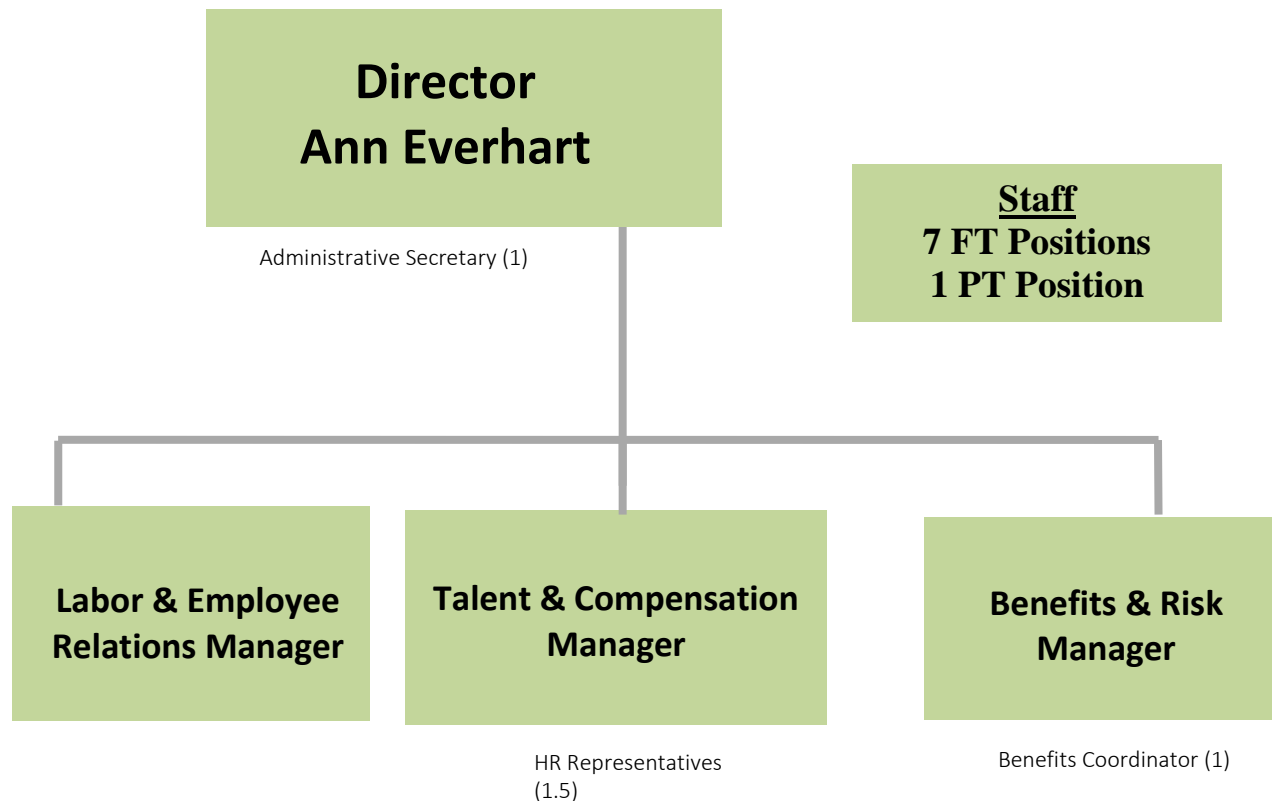 Director
Ann Everhart
Administrative Secretary (1)
Staff
7 FT Positions
1 PT Position
Labor & Employee
Relations Manager
Talent & Compensation
Manager
Benefits & Risk
Manager
HR Representatives
(1.5)
Benefits Coordinator (1)